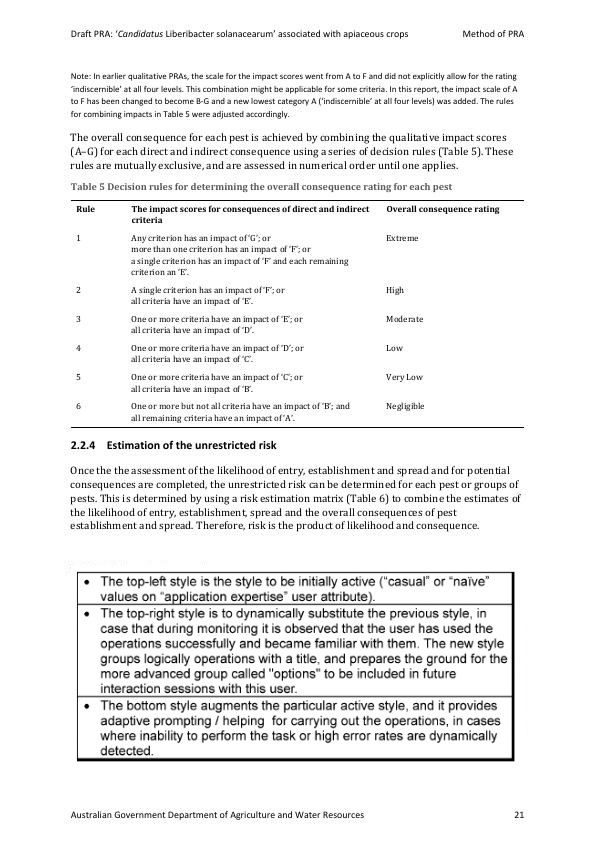 Draft PRA: ‘Candidatus Liberibacter solanacearum’ associated with apiaceous crops Method of PRA
Note: In earlier qualitative PRAs, the scale for the impact scores went from A to F and did not explicitly allow for the rating
‘indiscernible’ at all four levels. This combination might be applicable for some criteria. In this report, the impact scale of A
to F has been changed to become B-G and a new lowest category A (‘indiscernible’ at all four levels) was added. The rules
for combining impacts in Table 5 were adjusted accordingly.
The overall consequence for each pest is achieved by combining the qualitative impact scores
(A–G) for each direct and indirect consequence using a series of decision rules (Table 5). These
rules are mutually exclusive, and are assessed in numerical order until one applies.
Table 5 Decision rules for determining the overall consequence rating for each pest
Rule The impact scores for consequences of direct and indirect Overall consequence rating
criteria
1 Any criterion has an impact of ‘G’; or Extreme
more than one criterion has an impact of ‘F’; or
a single criterion has an impact of ‘F’ and each remaining
criterion an ‘E’.
2 A single criterion has an impact of ‘F’; or High
all criteria have an impact of ‘E’.
3 One or more criteria have an impact of ‘E’; or Moderate
all criteria have an impact of ‘D’.
4 One or more criteria have an impact of ‘D’; or Low
all criteria have an impact of ‘C’.
5 One or more criteria have an impact of ‘C’; or Very Low
all criteria have an impact of ‘B’.
6 One or more but not all criteria have an impact of ‘B’; and Negligible
all remaining criteria have an impact of ‘A’.
2.2.4 Estimation of the unrestricted risk
Once the the assessment of the likelihood of entry, establishment and spread and for potential
consequences are completed, the unrestricted risk can be determined for each pest or groups of
pests. This is determined by using a risk estimation matrix (Table 6) to combine the estimates of
the likelihood of entry, establishment, spread and the overall consequences of pest
establishment and spread. Therefore, risk is the product of likelihood and consequence.
• The top-left style is the style to be initially active (“casual” or “naïve”
values on “application expertise” user attribute).
• The top-right style is to dynamically substitute the previous style, in
case that during monitoring it is observed that the user has used the
operations successfully and became familiar with them. The new style
groups logically operations with a title, and prepares the ground for the
more advanced group called "options" to be included in future
interaction sessions with this user.
• The bottom style augments the particular active style, and it provides
adaptive prompting / helping for carrying out the operations, in cases
where inability to perform the task or high error rates are dynamically
detected.
Australian Government Department of Agriculture and Water Resources 21